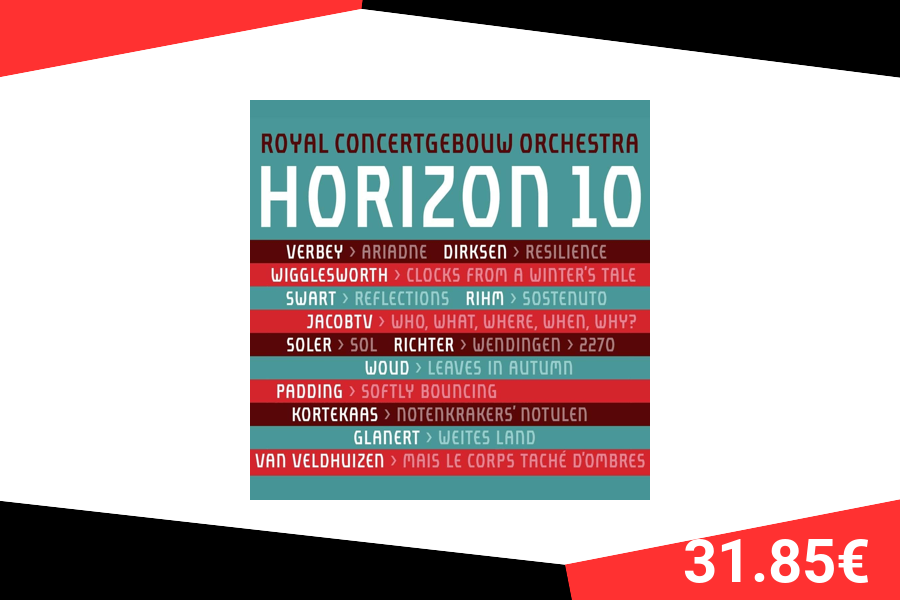 ROYAL CONCERTGEBOUW ORCHESTRA
HORIZON 10
VERBEY > ARIADNE DIRKSEN > RESILIENCE
WIGGLESWORTH > CLOCKS FROM A WINTER'S TALE
SWART > REFLECTIONS RIHM > SOSTENUTO
JACOBTV > WHO, WHAT, WHERE, WHEN, WHY?
SOLER > SOL RICHTER > WENDINGEN > 2270
WOUD > LEAVES IN AUTUMN
PADDING > SOFTLY BOUNCING
KORTEKAAS > NOTENKRAKERS' NOTULEN
GLANERT > WEITES LAND
VAN VELDHUIZEN > MAIS LE CORPS TACHÉ D'OMBRES
31.85€